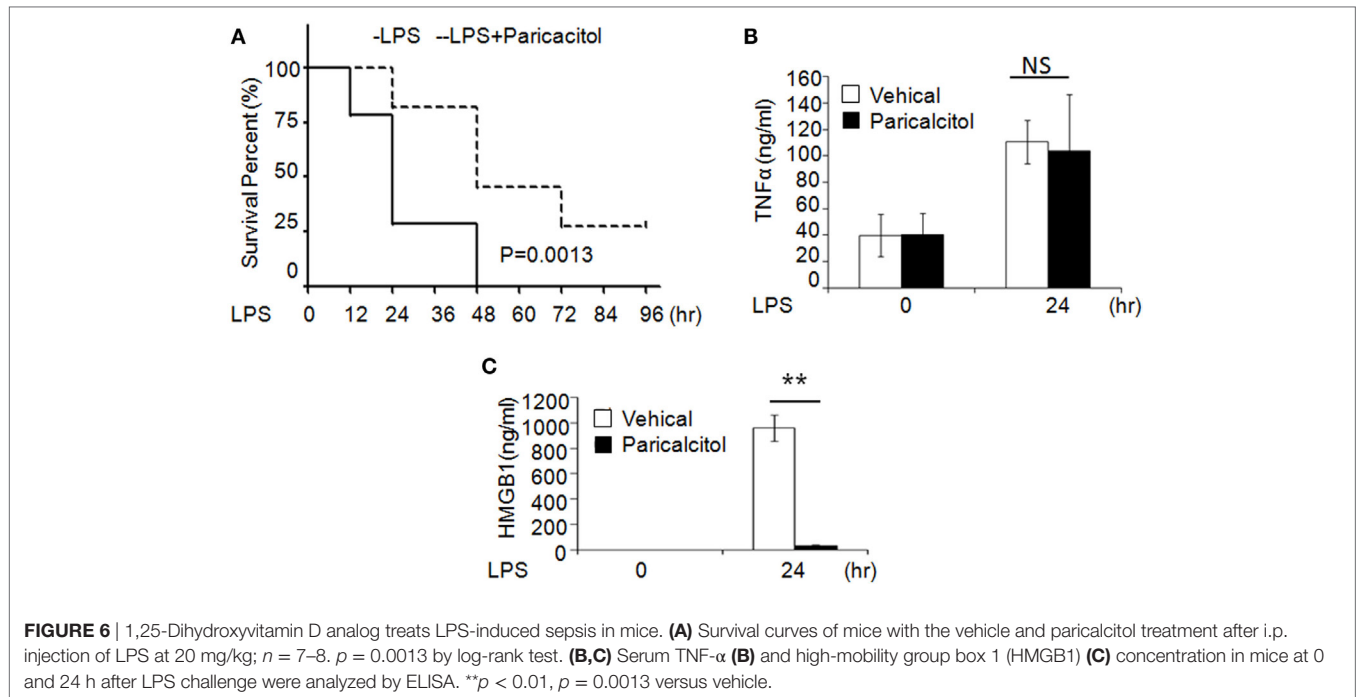 A
-LPS --LPS+Paricacitol
Survival Percent (%)
100
75
50
25
0
P=0.0013
LPS 0 12 24 36 48 60 72 84 96 (hr)
B
NS
TNFα(ng/ml)
160
140
120
100
80
60
40
20
0
Vehical
Paricalcitol
LPS 0 24 (hr)
C
**
HMGB1(ng/ml)
1200
1000
800
600
400
200
0
Vehical
Paricalcitol
LPS 0 24 (hr)
FIGURE 6 | 1,25-Dihydroxyvitamin D analog treats LPS-induced sepsis in mice. (A) Survival curves of mice with the vehicle and paricalcitol treatment after i.p.
injection of LPS at 20 mg/kg; n = 7–8. p = 0.0013 by log-rank test. (B,C) Serum TNF-α (B) and high-mobility group box 1 (HMGB1) (C) concentration in mice at 0
and 24 h after LPS challenge were analyzed by ELISA. **p < 0.01, p = 0.0013 versus vehicle.